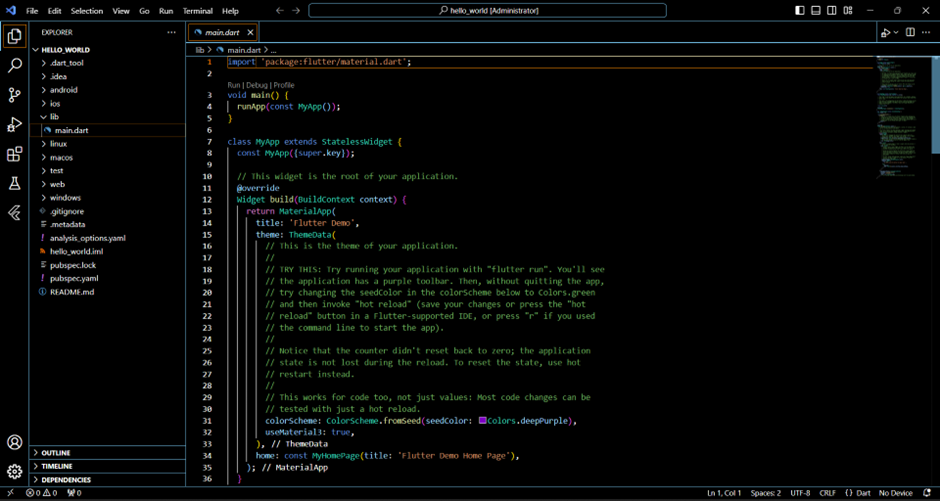 File Edit Selection View Go Run Terminal Help
hello_world [Administrator]
EXPLORER
HELLO_WORLD
.dart_tool
.idea
android
ios
lib
main.dart
linux
macos
test
web
windows
.gitignore
.metadata
analysis_options.yaml
hello_world.iml
pubspec.lock
pubspec.yaml
README.md
OUTLINE
TIMELINE
DEPENDENCIES
main.dart
lib > main.dart > ...
1 import 'package:flutter/material.dart';
2
Run | Debug | Profile
3 void main() {
4 runApp(const MyApp());
5 }
6
7 class MyApp extends StatelessWidget {
8 const MyApp({super.key});
9
10 // This widget is the root of your application.
11 @override
12 Widget build(BuildContext context) {
13 return MaterialApp(
14 title: 'Flutter Demo',
15 theme: ThemeData(
16 // This is the theme of your application.
17 //
18 // TRY THIS: Try running your application with "flutter run". You'll see
19 // the application has a purple toolbar. Then, without quitting the app,
20 // try changing the seedColor in the colorScheme below to Colors.green
21 // and then invoke "hot reload" (save your changes or press the "hot
22 // reload" button in a Flutter-supported IDE, or press "r" if you used
23 // the command line to start the app).
24 //
25 // Notice that the counter didn't reset back to zero; the application
26 // state is not lost during the reload. To reset the state, use hot
27 // restart instead.
28 //
29 // This works for code too, not just values: Most code changes can be
30 // tested with just a hot reload.
31 colorScheme: ColorScheme.fromSeed(seedColor: Colors.deepPurple),
32 useMaterial3: true,
33 ), // ThemeData
34 home: const MyHomePage(title: 'Flutter Demo Home Page'),
35 ); // MaterialApp
36 }
0 0 0 Ln 1, Col 1 Spaces: 2 UTF-8 CRLF {} Dart No Device